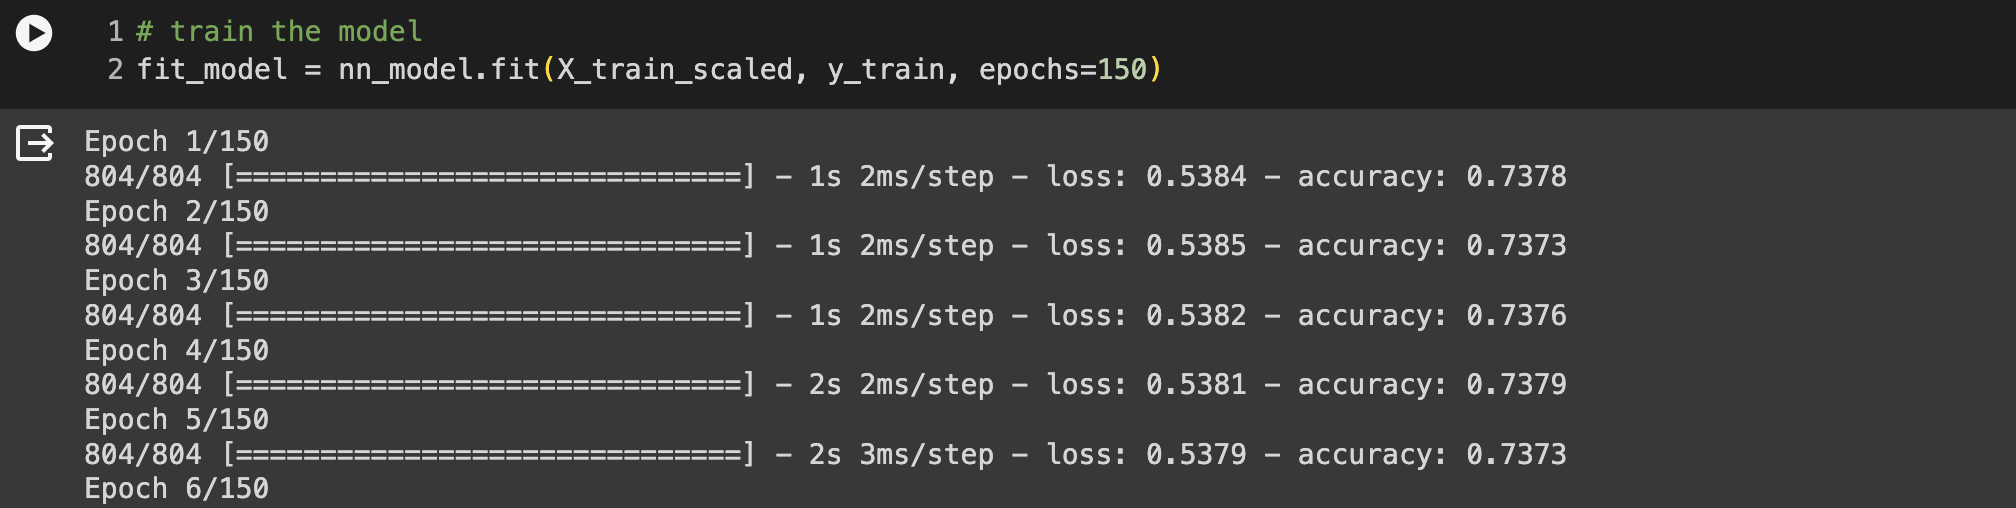 1 # train the model
2 fit_model = nn_model.fit(X_train_scaled, y_train, epochs=150)
Epoch 1/150
804/804 [==============================] - 1s 2ms/step - loss: 0.5384 - accuracy: 0.7378
Epoch 2/150
804/804 [==============================] - 1s 2ms/step - loss: 0.5385 - accuracy: 0.7373
Epoch 3/150
804/804 [==============================] - 1s 2ms/step - loss: 0.5382 - accuracy: 0.7376
Epoch 4/150
804/804 [==============================] - 2s 2ms/step - loss: 0.5381 - accuracy: 0.7379
Epoch 5/150
804/804 [==============================] - 2s 3ms/step - loss: 0.5379 - accuracy: 0.7373
Epoch 6/150